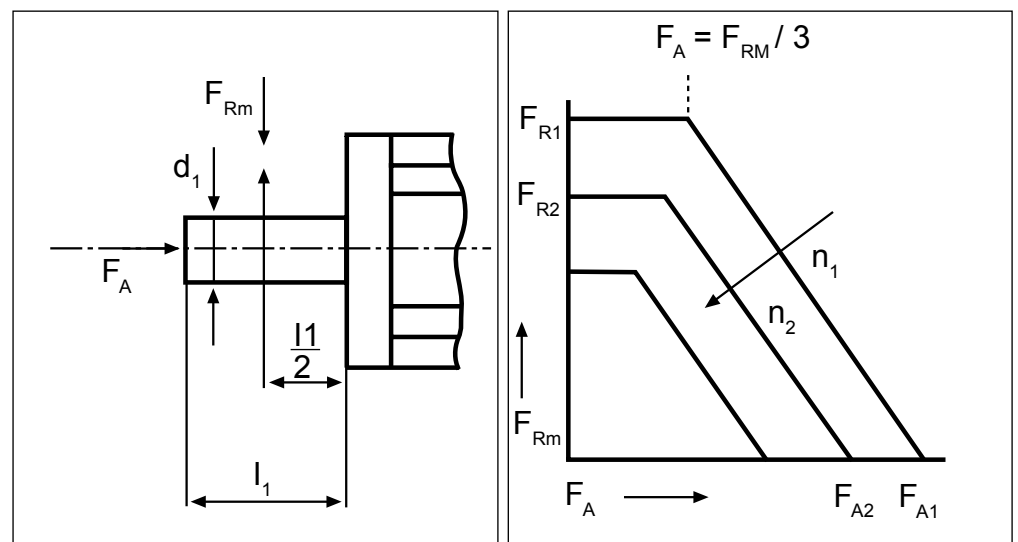 F_Rm
d_1
F_A
l1
2
l_1
F_A = F_RM / 3
F_R1
F_R2
n_1
n_2
F_Rm
F_A
F_A2
F_A1